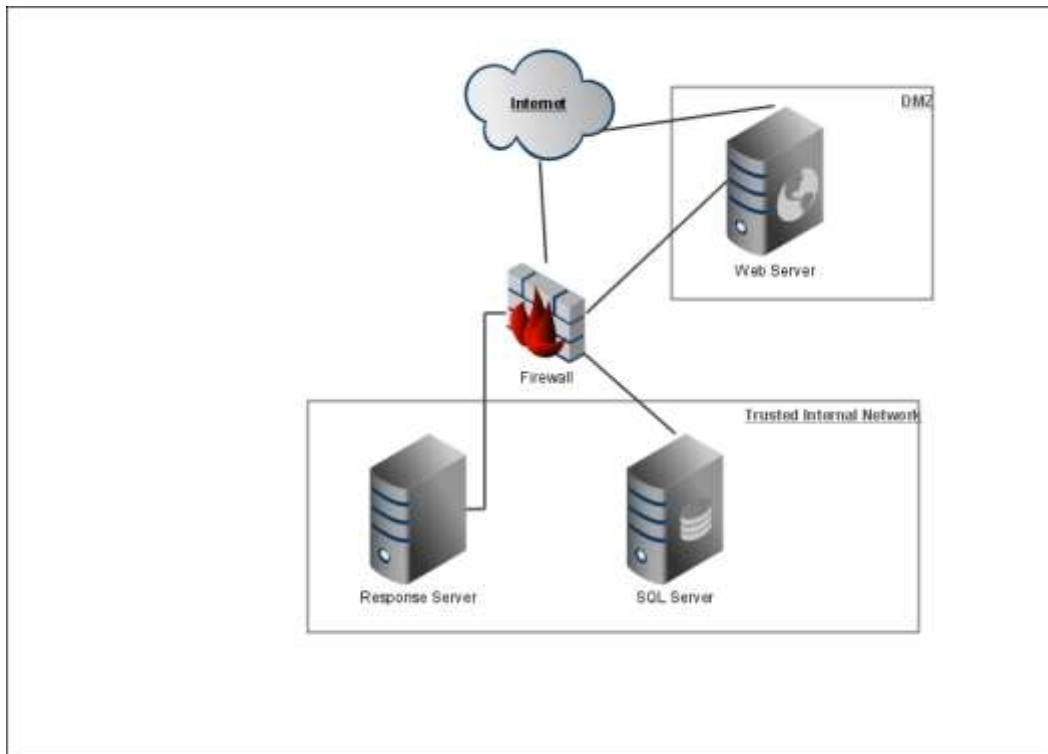 Internet
DMZ
Web Server
Firewall
Trusted Internal Network
Response Server
SQL Server